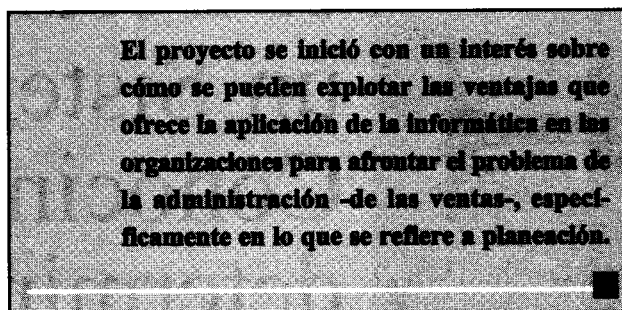 El proyecto se inició con un interés sobre
cómo se pueden explotar las ventajas que
ofrece la aplicación de la informática en las
organizaciones para afrontar el problema de
la administración -de las ventas-, especí-
ficamente en lo que se refiere a planeación.